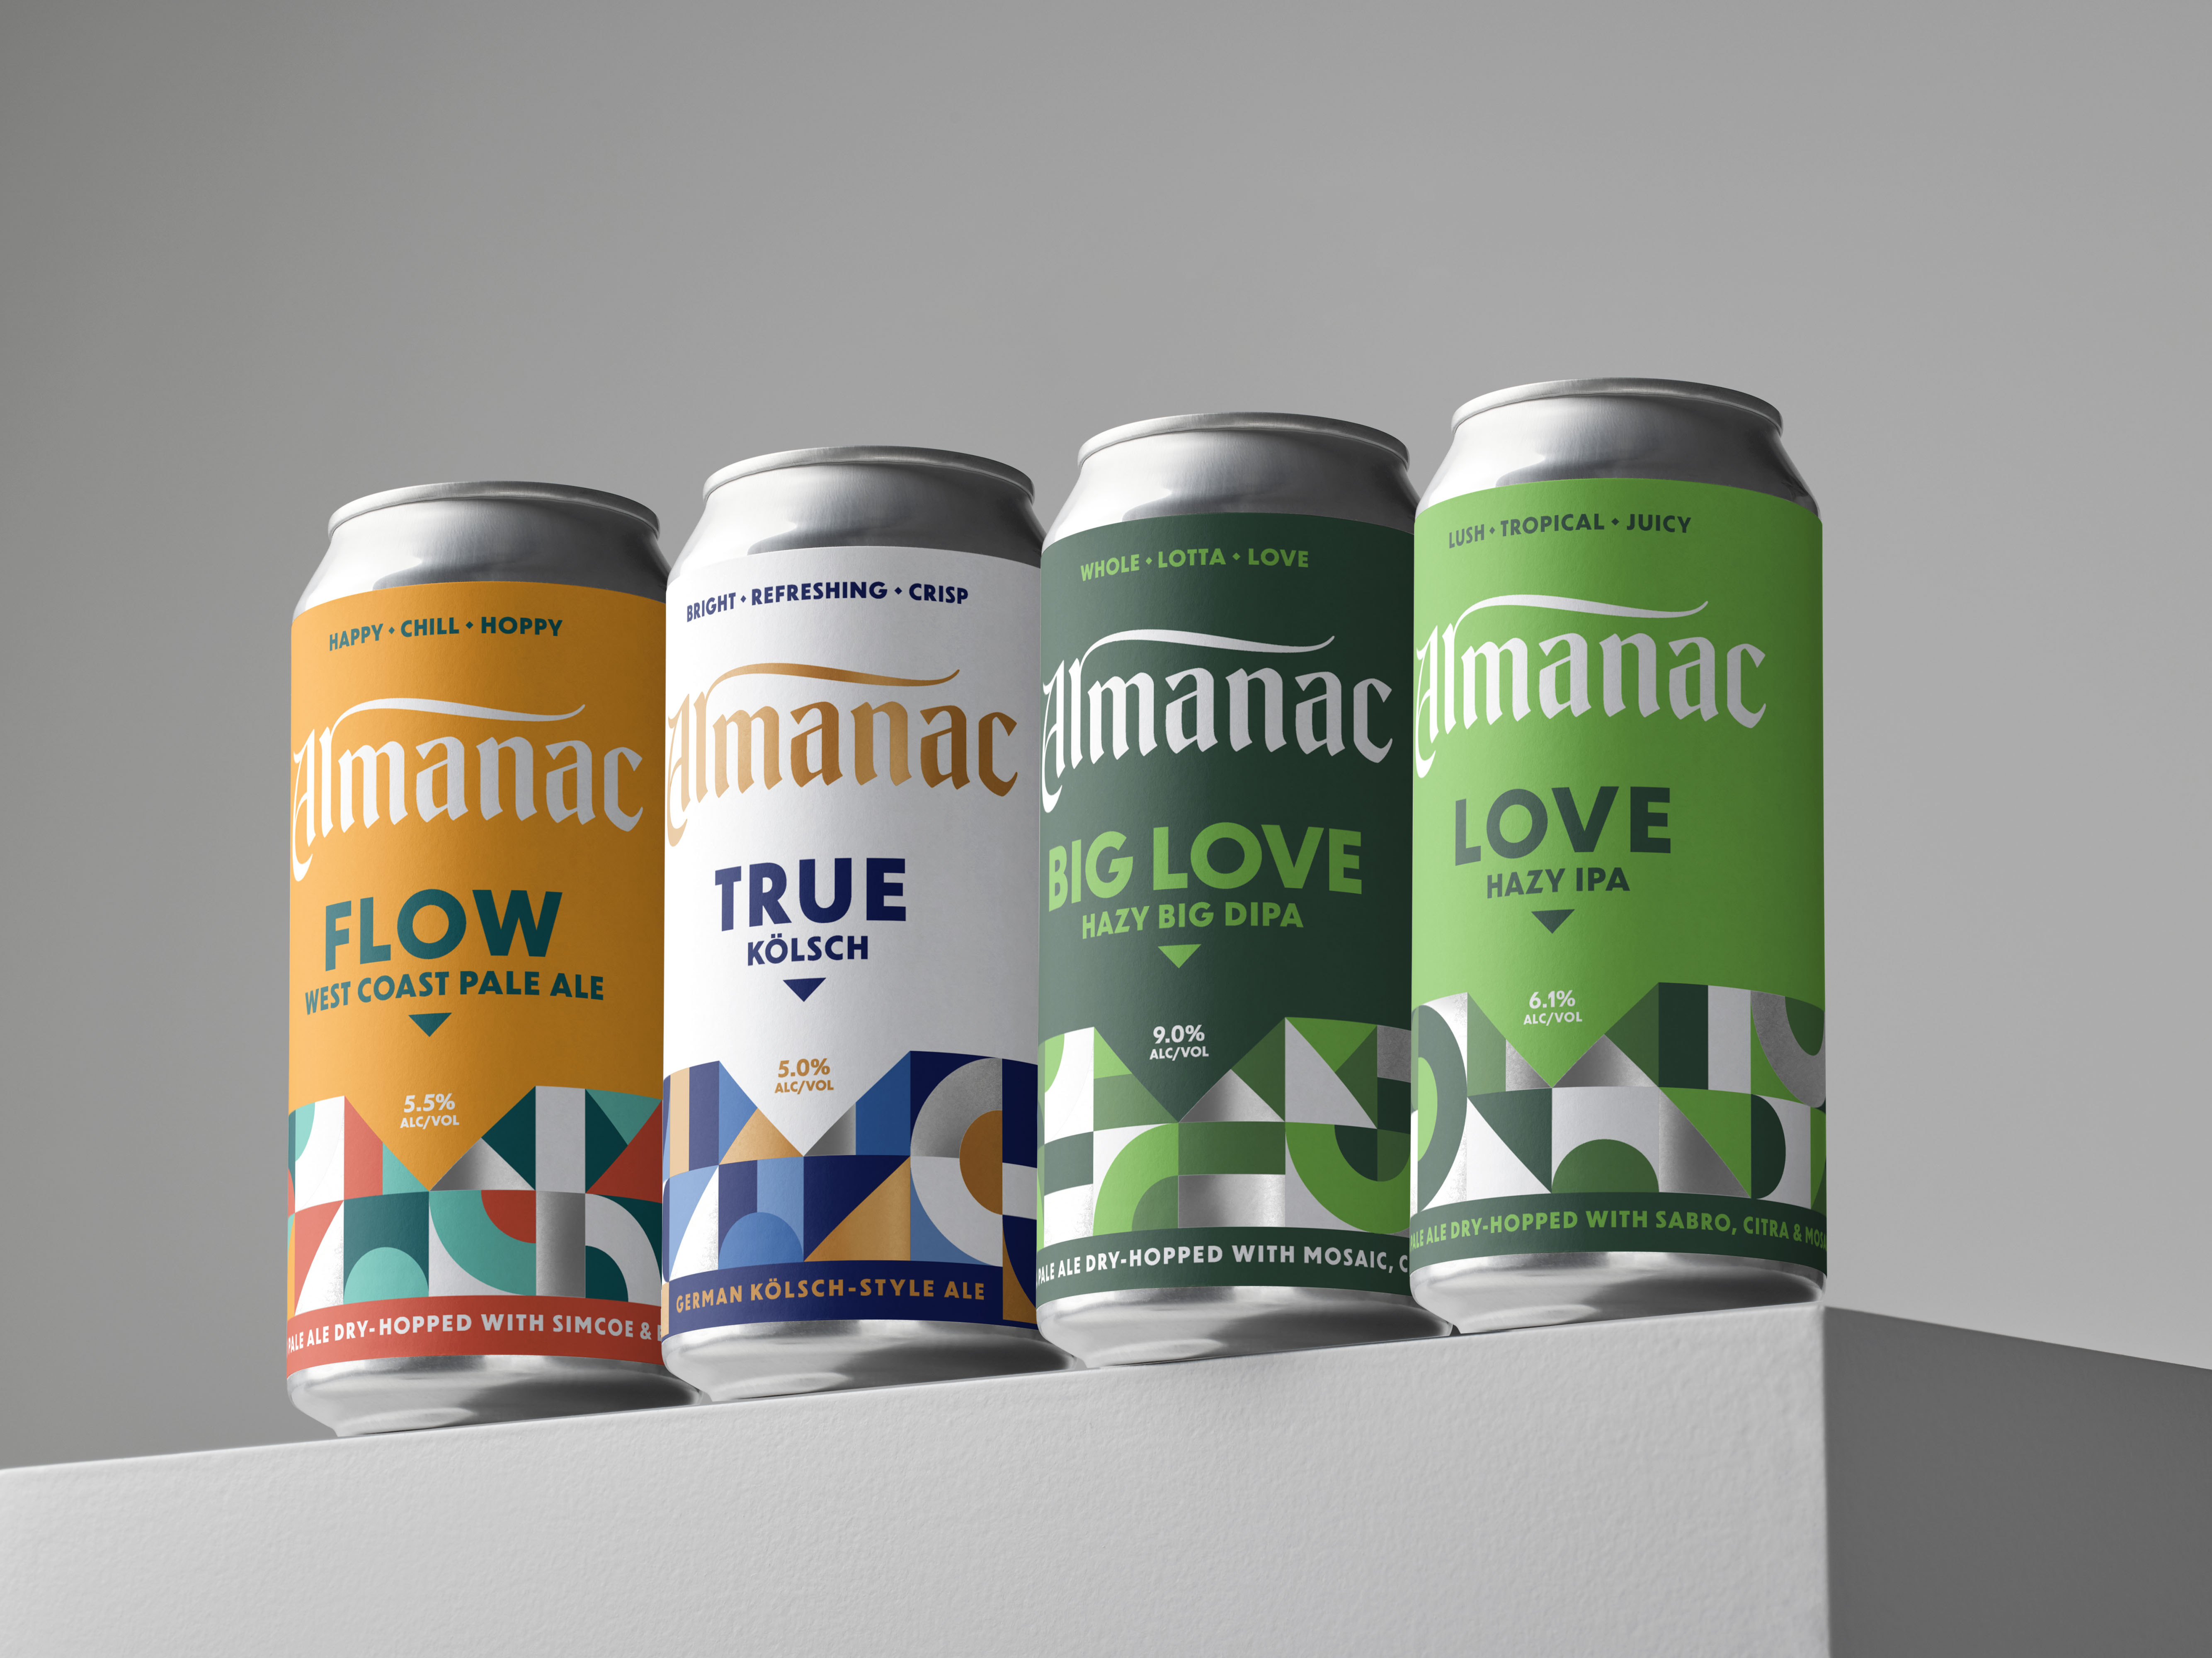 HAPPY • CHILL • HOPPY
Almanac
FLOW
WEST COAST PALE ALE
5.5%
ALC/VOL
PALE ALE DRY-HOPPED WITH SIMCOE &
BRIGHT • REFRESHING • CRISP
Almanac
TRUE
KÖLSCH
5.0%
ALC/VOL
GERMAN KÖLSCH-STYLE ALE
WHOLE • LOTTA • LOVE
Almanac
BIG LOVE
HAZY BIG DIPA
9.0%
ALC/VOL
PALE ALE DRY-HOPPED WITH MOSAIC, C
LUSH • TROPICAL • JUICY
Almanac
LOVE
HAZY IPA
6.1%
ALC/VOL
PALE ALE DRY-HOPPED WITH SABRO, CITRA & MOS